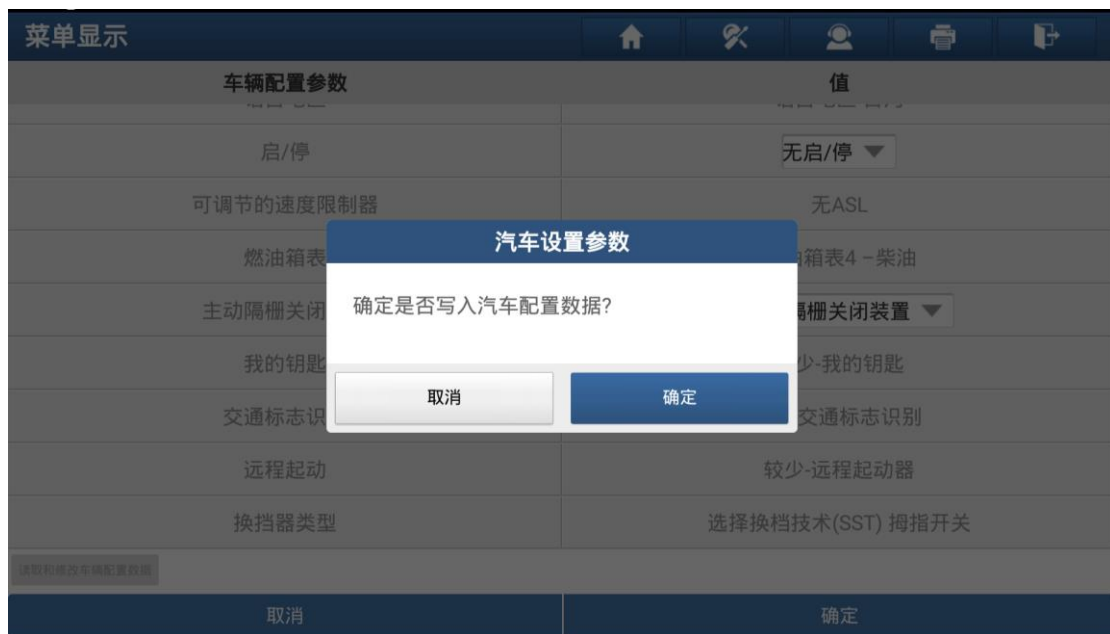 菜单显示
车辆配置参数 值
启/停 无启/停
可调节的速度限制器 无ASL
汽车设置参数
燃油箱表 箱表4 –柴油
确定是否写入汽车配置数据?
主动隔栅关闭 隔栅关闭装置
我的钥匙 少-我的钥匙
取消 确定
交通标志识 交通标志识别
远程起动 较少-远程起动器
换挡器类型 选择换档技术(SST) 拇指开关
读取和修改车辆配置数据
取消 确定